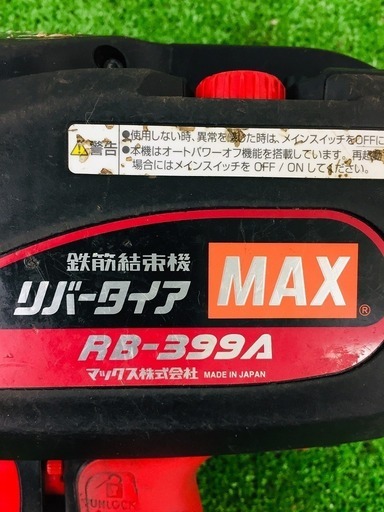 警告
●使用しない時、異常を感じた時は、メインスイッチをOFFに
●本機はオートパワーオフ機能を搭載しています。再起動
場合にはメインスイッチを OFF / ON してください。
鉄筋結束機
リバータイア
MAX®
RB-399A
マックス株式会社 MADE IN JAPAN
UNLOCK